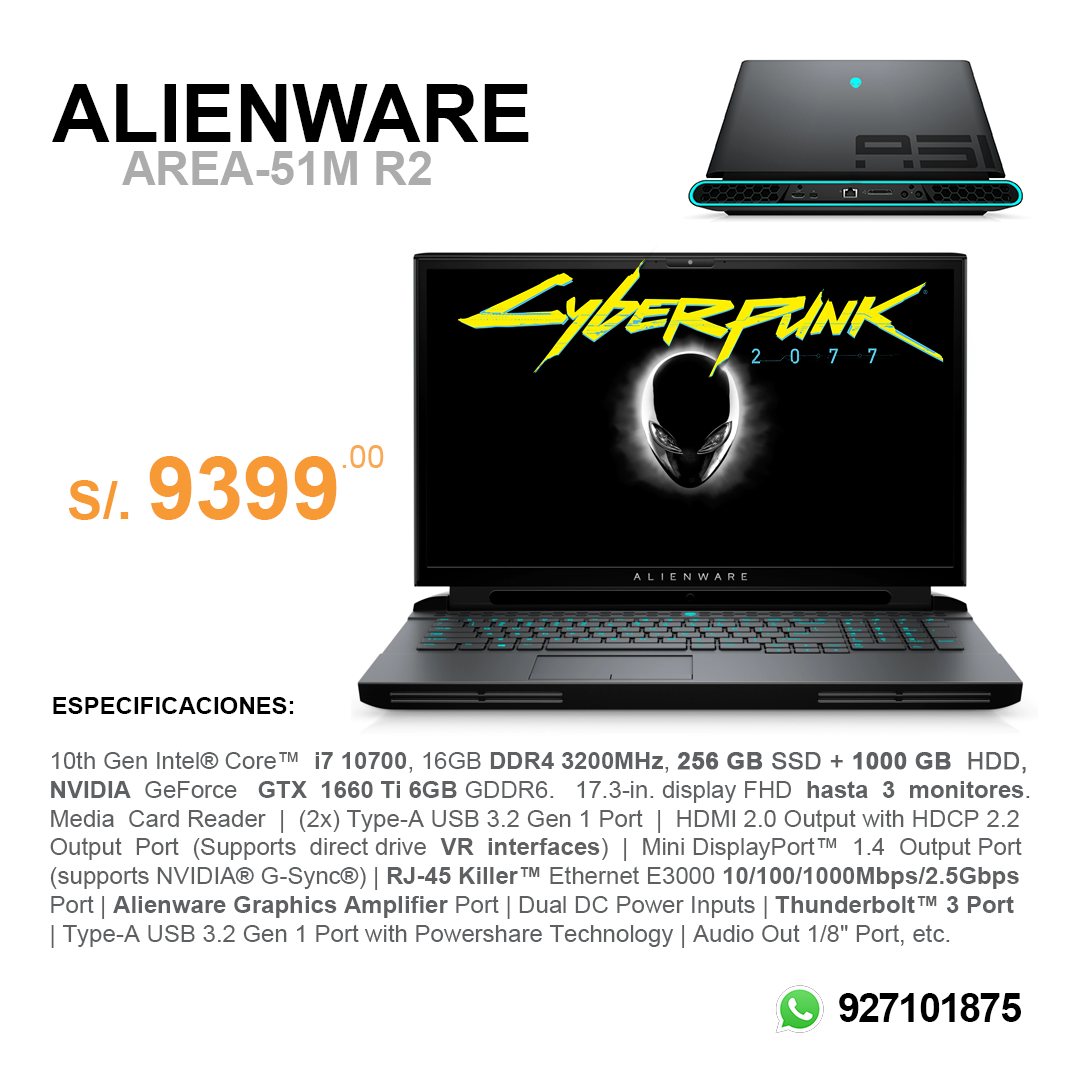 ALIENWARE
AREA-51M R2
A51
CYBERPUNK
2077
S/. 9399.00
ALIENWARE
ESPECIFICACIONES:
10th Gen Intel® Core™ i7 10700, 16GB DDR4 3200MHz, 256 GB SSD + 1000 GB HDD,
NVIDIA GeForce GTX 1660 Ti 6GB GDDR6. 17.3-in. display FHD hasta 3 monitores.
Media Card Reader | (2x) Type-A USB 3.2 Gen 1 Port | HDMI 2.0 Output with HDCP 2.2
Output Port (Supports direct drive VR interfaces) | Mini DisplayPort™ 1.4 Output Port
(supports NVIDIA® G-Sync®) | RJ-45 Killer™ Ethernet E3000 10/100/1000Mbps/2.5Gbps
Port | Alienware Graphics Amplifier Port | Dual DC Power Inputs | Thunderbolt™ 3 Port
| Type-A USB 3.2 Gen 1 Port with Powershare Technology | Audio Out 1/8" Port, etc.
927101875